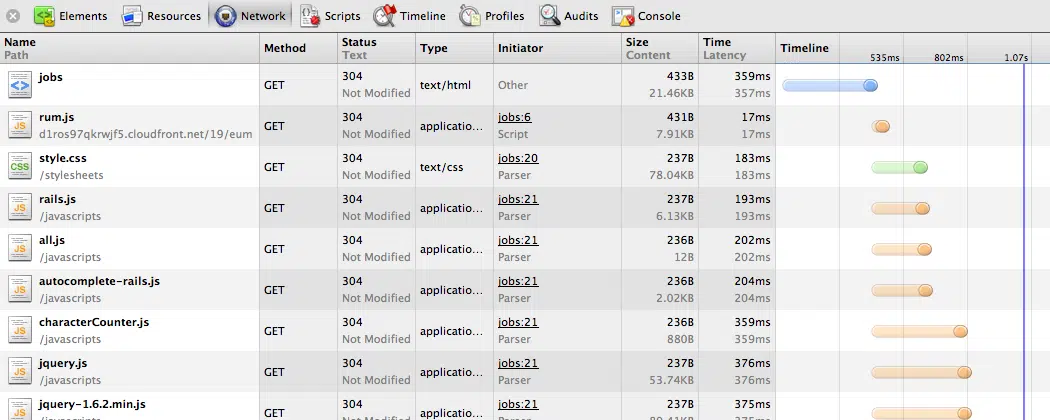 Elements Resources Network Scripts Timeline Profiles Audits Console
Name Method Status Type Initiator Size Time Timeline
Path Text Content Latency 535ms 802ms 1.07s
jobs GET 304 text/html Other 433B 359ms
Not Modified 21.46KB 357ms
rum.js GET 304 applicatio... jobs:6 431B 17ms
d1ros97qkrwjf5.cloudfront.net/19/eum Not Modified Script 7.91KB 17ms
style.css GET 304 text/css jobs:20 237B 183ms
/stylesheets Not Modified Parser 78.04KB 183ms
rails.js GET 304 applicatio... jobs:21 237B 193ms
/javascripts Not Modified Parser 6.13KB 193ms
all.js GET 304 applicatio... jobs:21 236B 202ms
/javascripts Not Modified Parser 12B 202ms
autocomplete-rails.js GET 304 applicatio... jobs:21 236B 204ms
/javascripts Not Modified Parser 2.02KB 204ms
characterCounter.js GET 304 applicatio... jobs:21 236B 359ms
/javascripts Not Modified Parser 880B 359ms
jquery.js GET 304 applicatio... jobs:21 237B 376ms
/javascripts Not Modified Parser 53.74KB 376ms
jquery-1.6.2.min.js GET 304 applicatio... jobs:21 237B 375ms